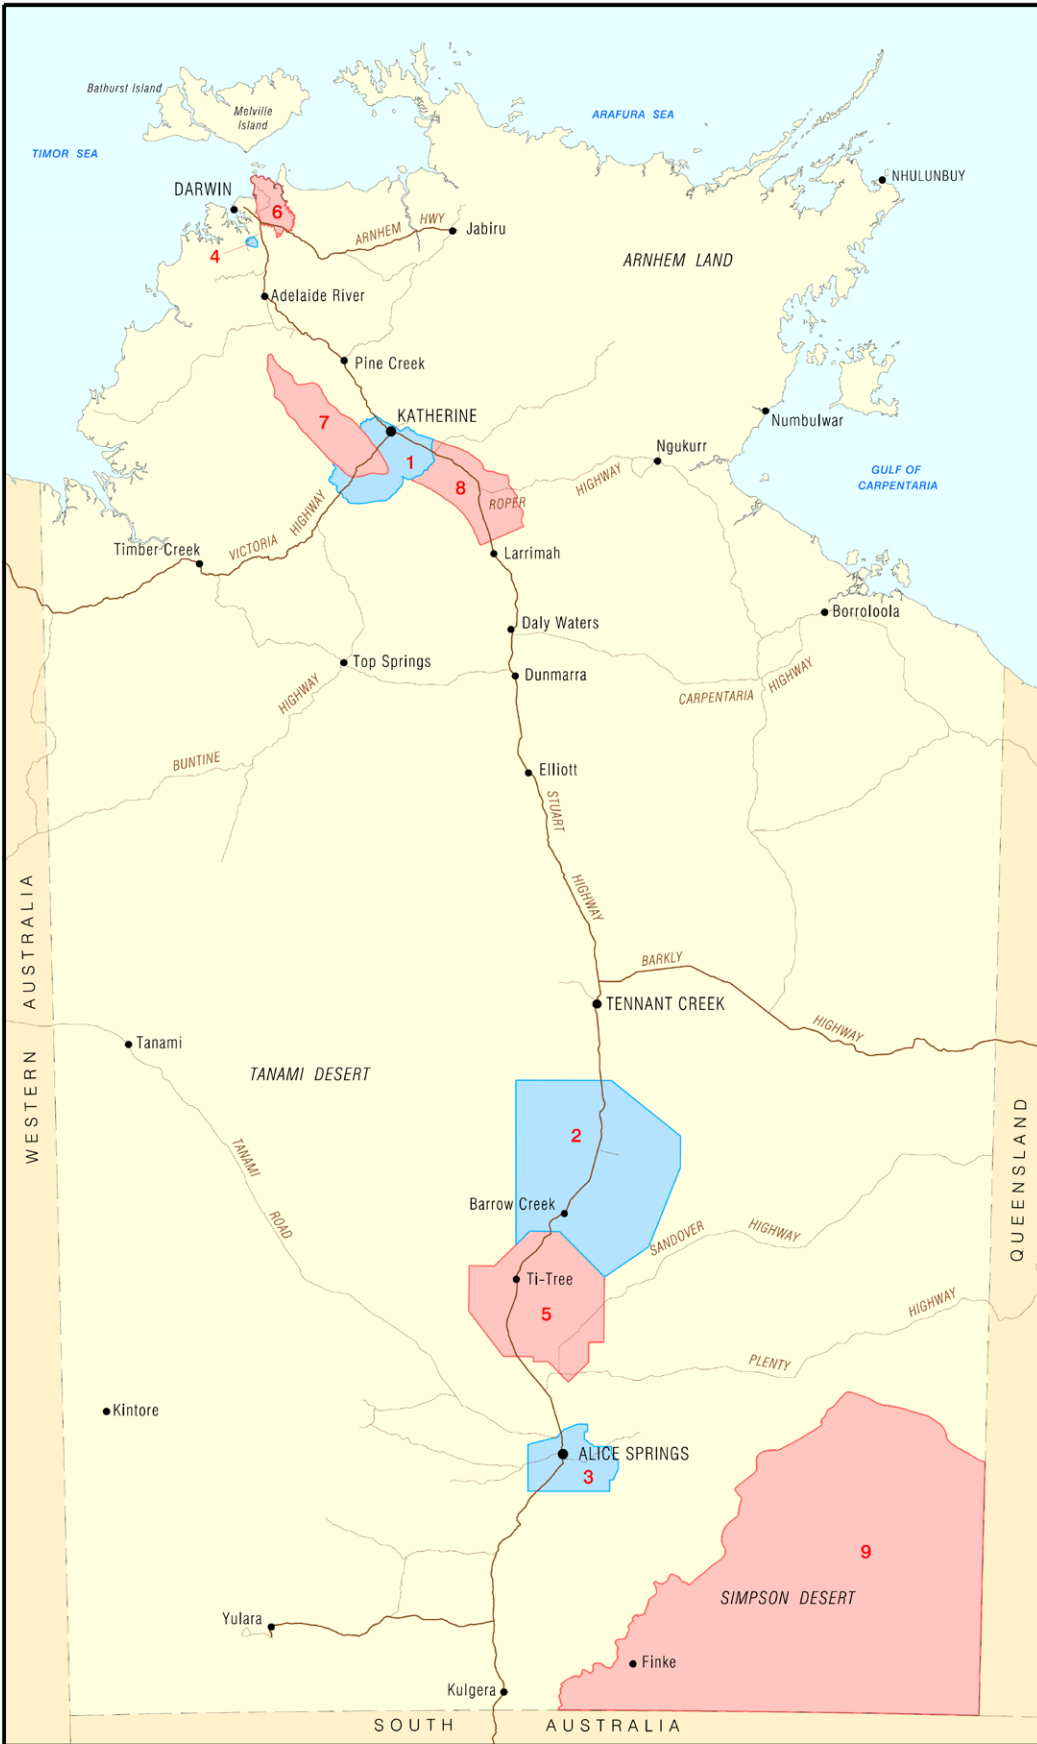 Bathurst Island
Melville
Island
ARAFURA SEA
TIMOR SEA
NHULUNBUY
DARWIN
6
HWY
ARNHEM
Jabiru
4
ARNHEM LAND
Adelaide River
Pine Creek
KATHERINE
7
Numbulwar
Ngukurr
1
GULF OF
CARPENTARIA
HIGHWAY
8
ROPER
HIGHWAY
VICTORIA
Timber Creek
Larrimah
Borroloola
Daly Waters
Top Springs
Dunmarra
HIGHWAY
HIGHWAY
CARPENTARIA
BUNTINE
Elliott
STUART
HIGHWAY
WESTERN AUSTRALIA
BARKLY
TENNANT CREEK
HIGHWAY
Tanami
TANAMI DESERT
QUEENSLAND
2
TANAMI
ROAD
Barrow Creek
SANDOVER
HIGHWAY
Ti-Tree
5
HIGHWAY
PLENTY
Kintore
ALICE SPRINGS
3
9
SIMPSON DESERT
Yulara
Finke
Kulgera
SOUTH AUSTRALIA